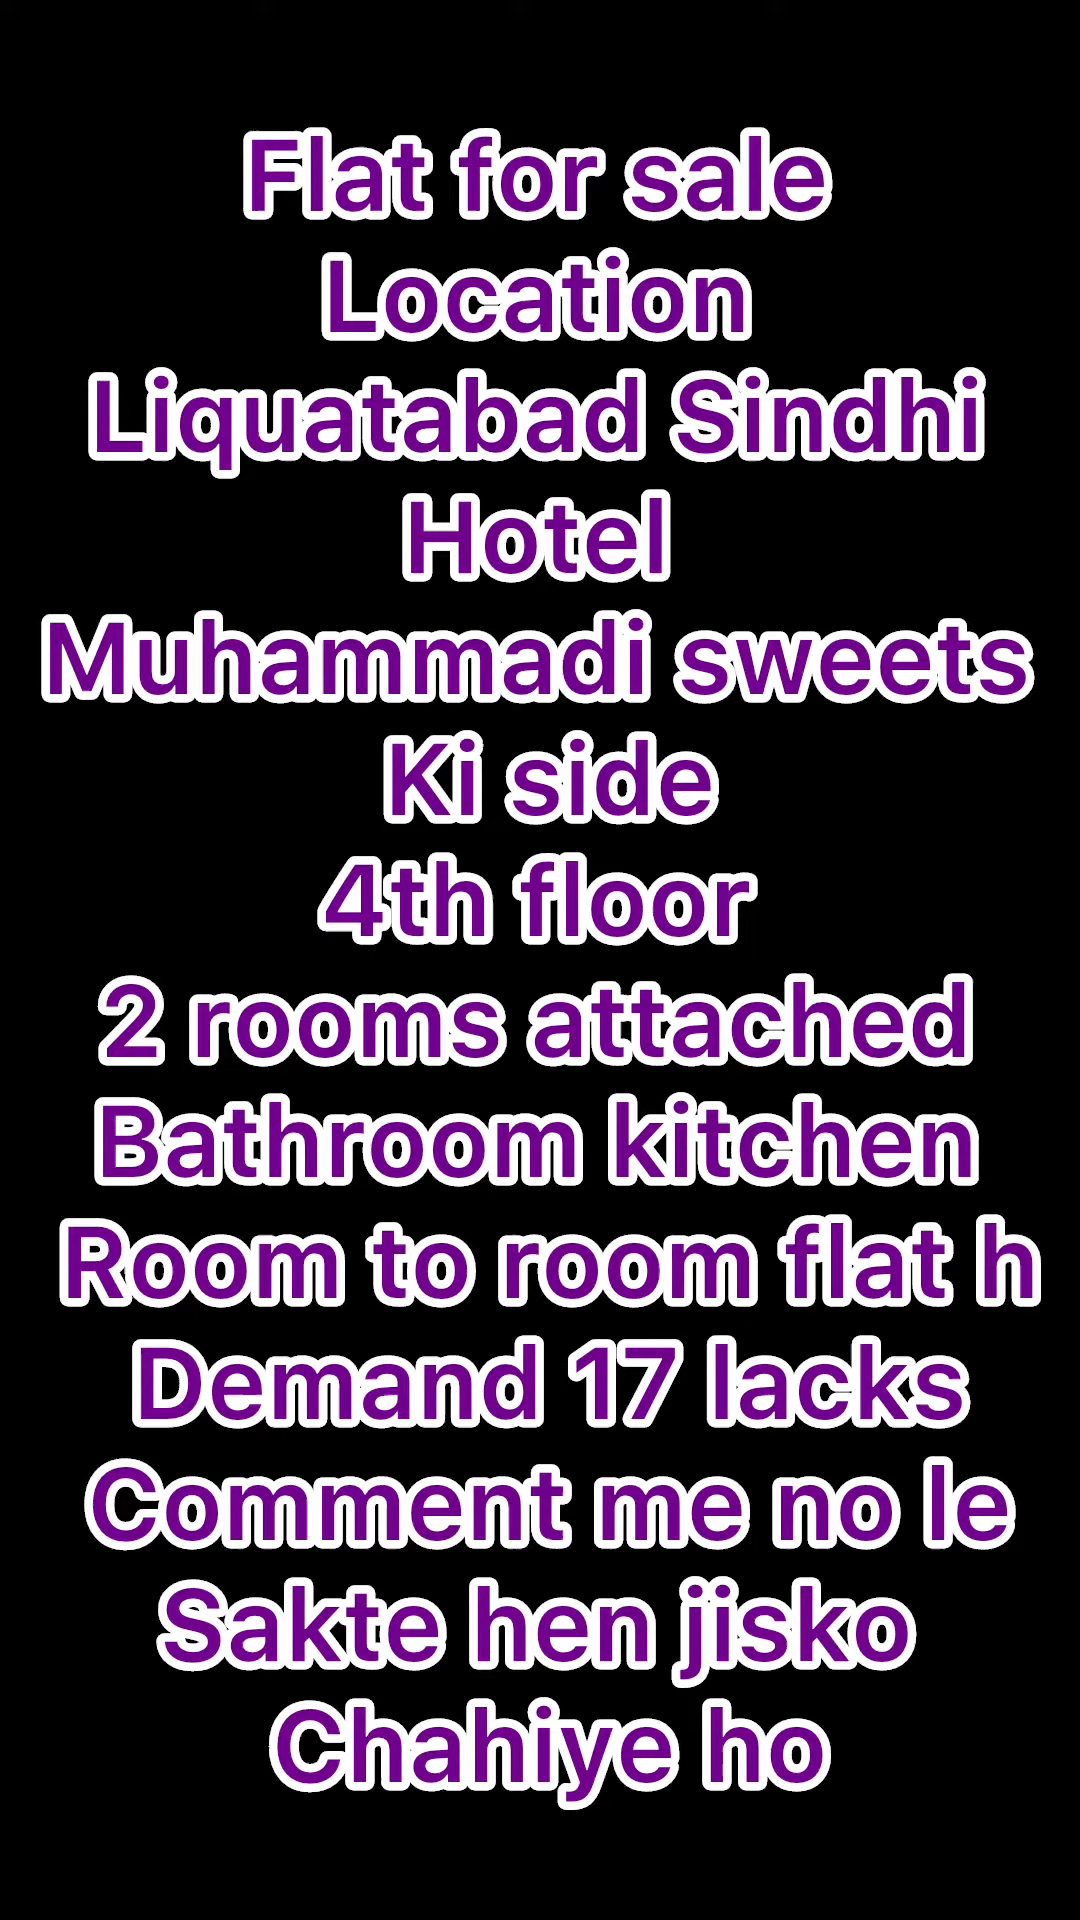 Flat for sale
Location
Liquatabad Sindhi
Hotel
Muhammadi sweets
Ki side
4th floor
2 rooms attached
Bathroom kitchen
Room to room flat h
Demand 17 lacks
Comment me no le
Sakte hen jisko
Chahiye ho